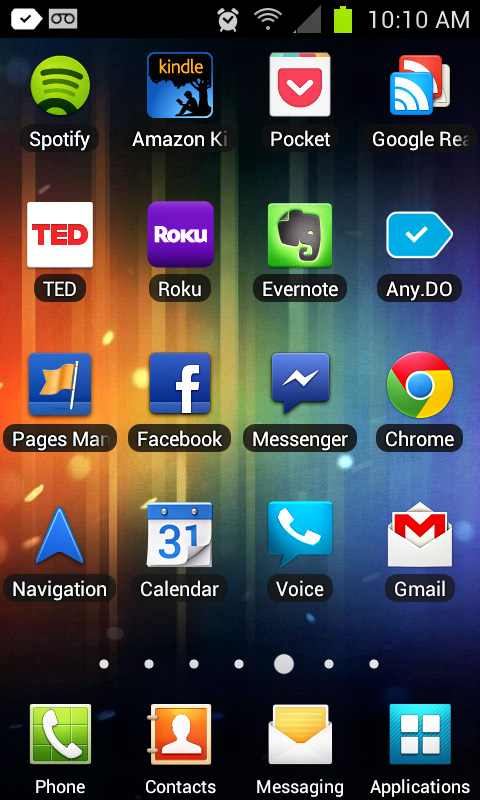 10:10 AM
kindle
Spotify
Amazon Ki
Pocket
Google Rea
TED
ROKU
TED
Roku
Evernote
Any.DO
Pages Man
Facebook
Messenger
Chrome
31
Navigation
Calendar
Voice
Gmail
Phone
Contacts
Messaging
Applications